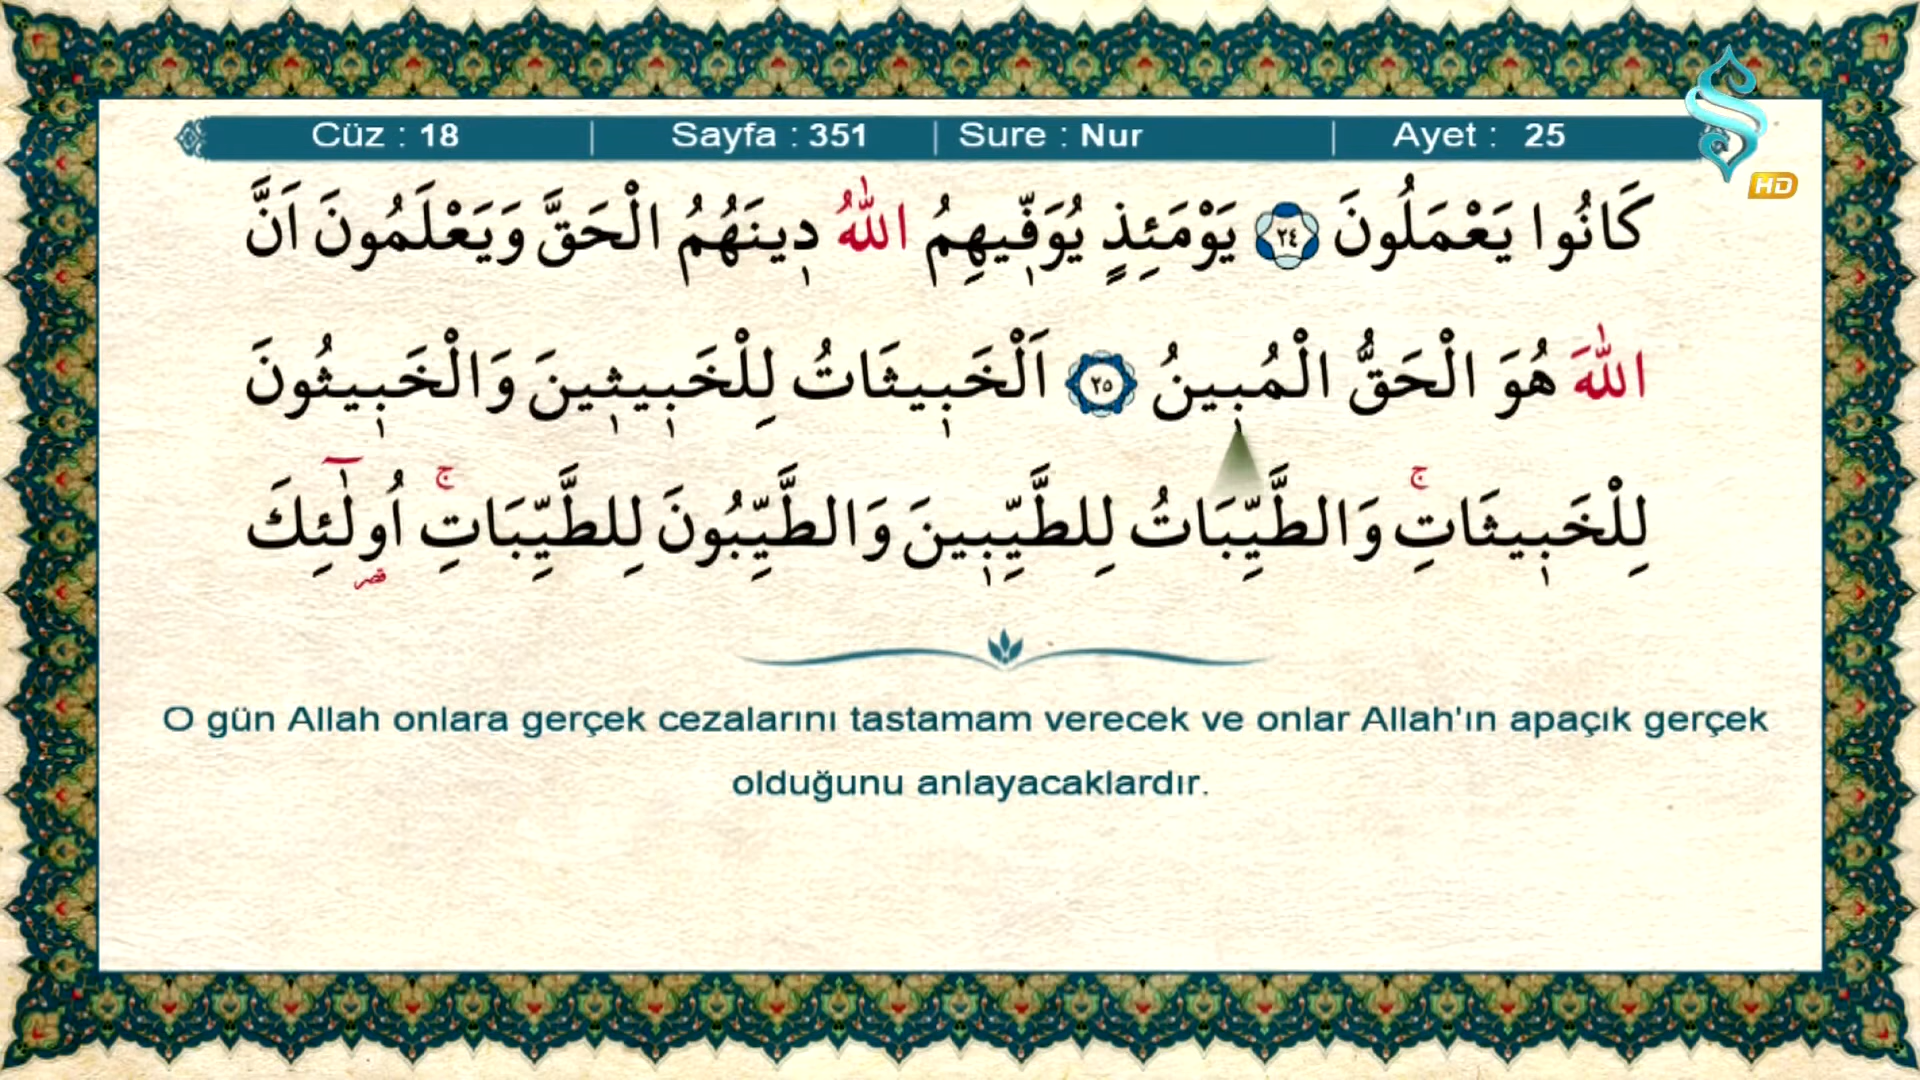 Cüz : 18 | Sayfa : 351 | Sure : Nur | Ayet : 25
HD
كَانُوا يَعْمَلُونَ ﴿٢٤﴾ يَوْمَئِذٍ يُوَفّ۪يهِمُ اللّٰهُ د۪ينَهُمُ الْحَقَّ وَيَعْلَمُونَ اَنَّ
اللّٰهَ هُوَ الْحَقُّ الْمُب۪ينُ ﴿٢٥﴾ اَلْخَب۪يثَاتُ لِلْخَب۪يث۪ينَ وَالْخَب۪يثُونَ
لِلْخَب۪يثَاتِۚ وَالطَّيِّبَاتُ لِلطَّيِّب۪ينَ وَالطَّيِّبُونَ لِلطَّيِّبَاتِۚ اُو۬لٰٓئِكَ
قصر
O gün Allah onlara gerçek cezalarını tastamam verecek ve onlar Allah'ın apaçık gerçek
olduğunu anlayacaklardır.